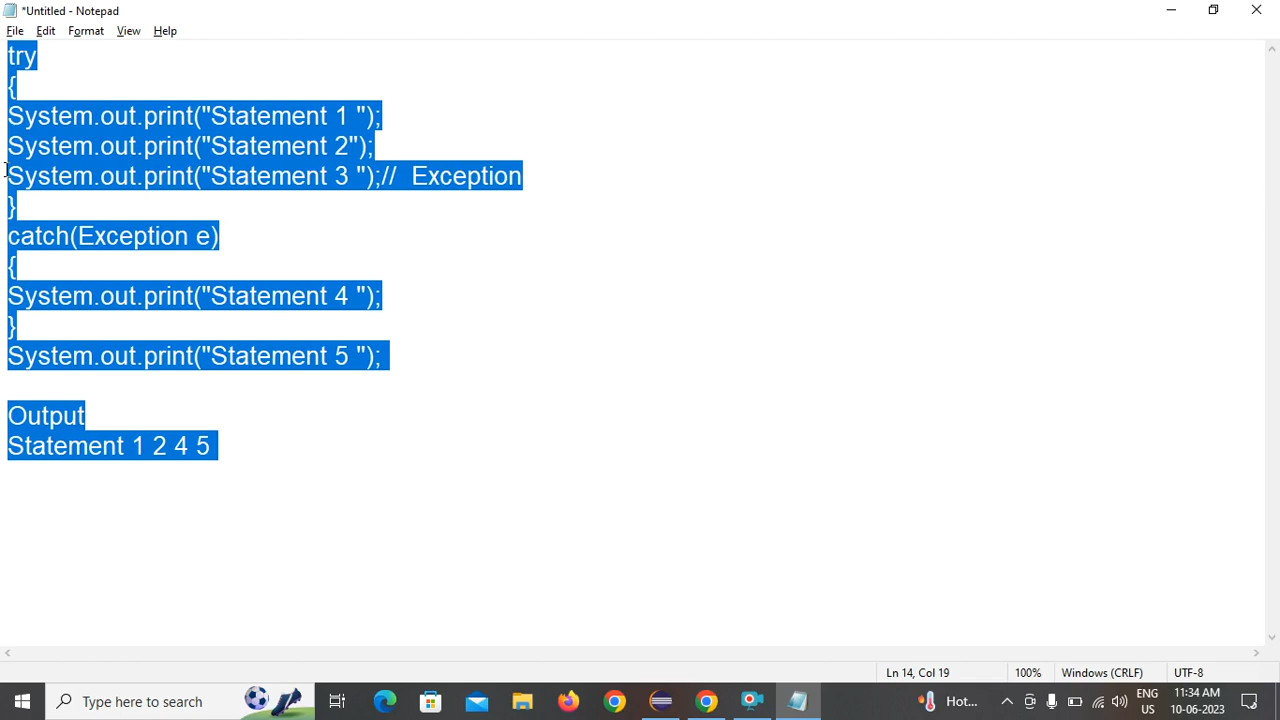 *Untitled - Notepad
File Edit Format View Help
try
{
System.out.print("Statement 1 ");
System.out.print("Statement 2");
System.out.print("Statement 3 ");//  Exception
}
catch(Exception e)
{
System.out.print("Statement 4 ");
}
System.out.print("Statement 5 ");
Output
Statement 1 2 4 5
Ln 14, Col 19 100% Windows (CRLF) UTF-8
Type here to search Hot... ENG 11:34 AM
US 10-06-2023